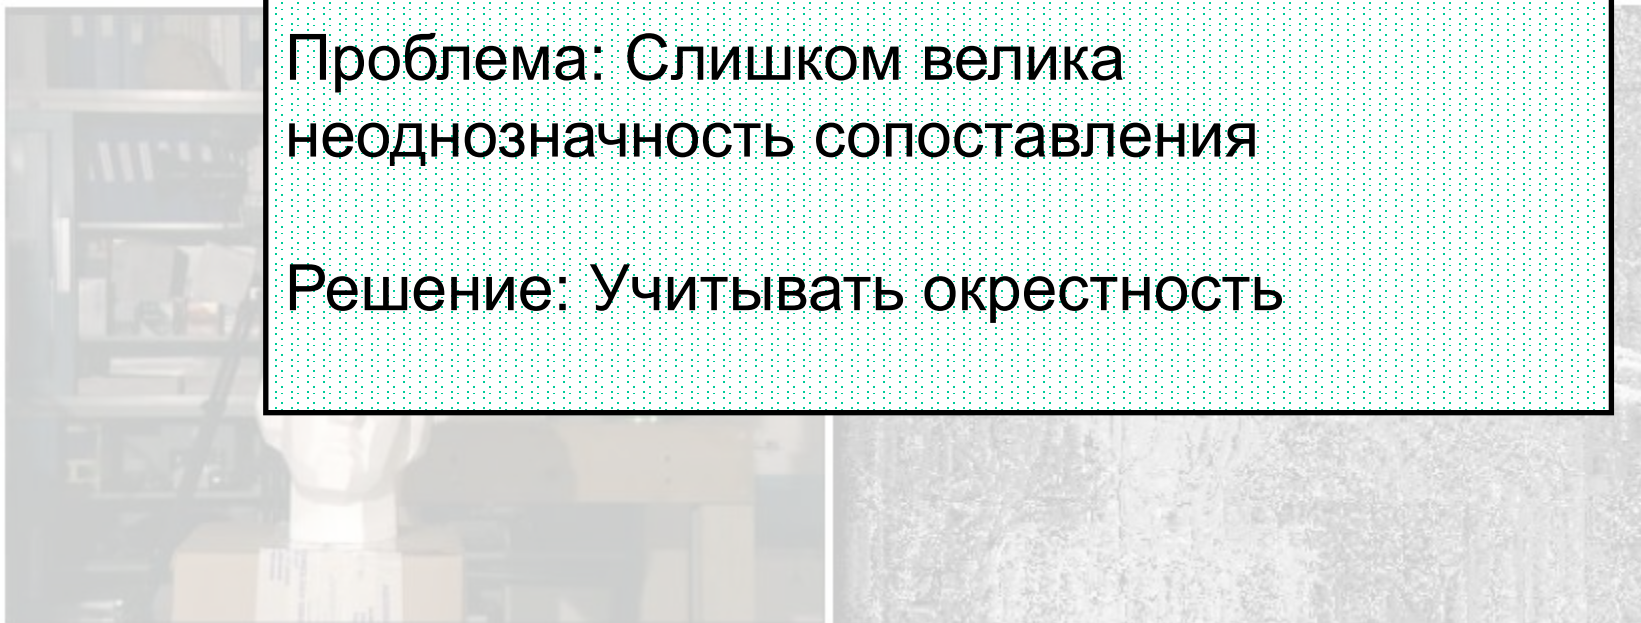 Проблема: Слишком велика
неоднозначность сопоставления
Решение: Учитывать окрестность